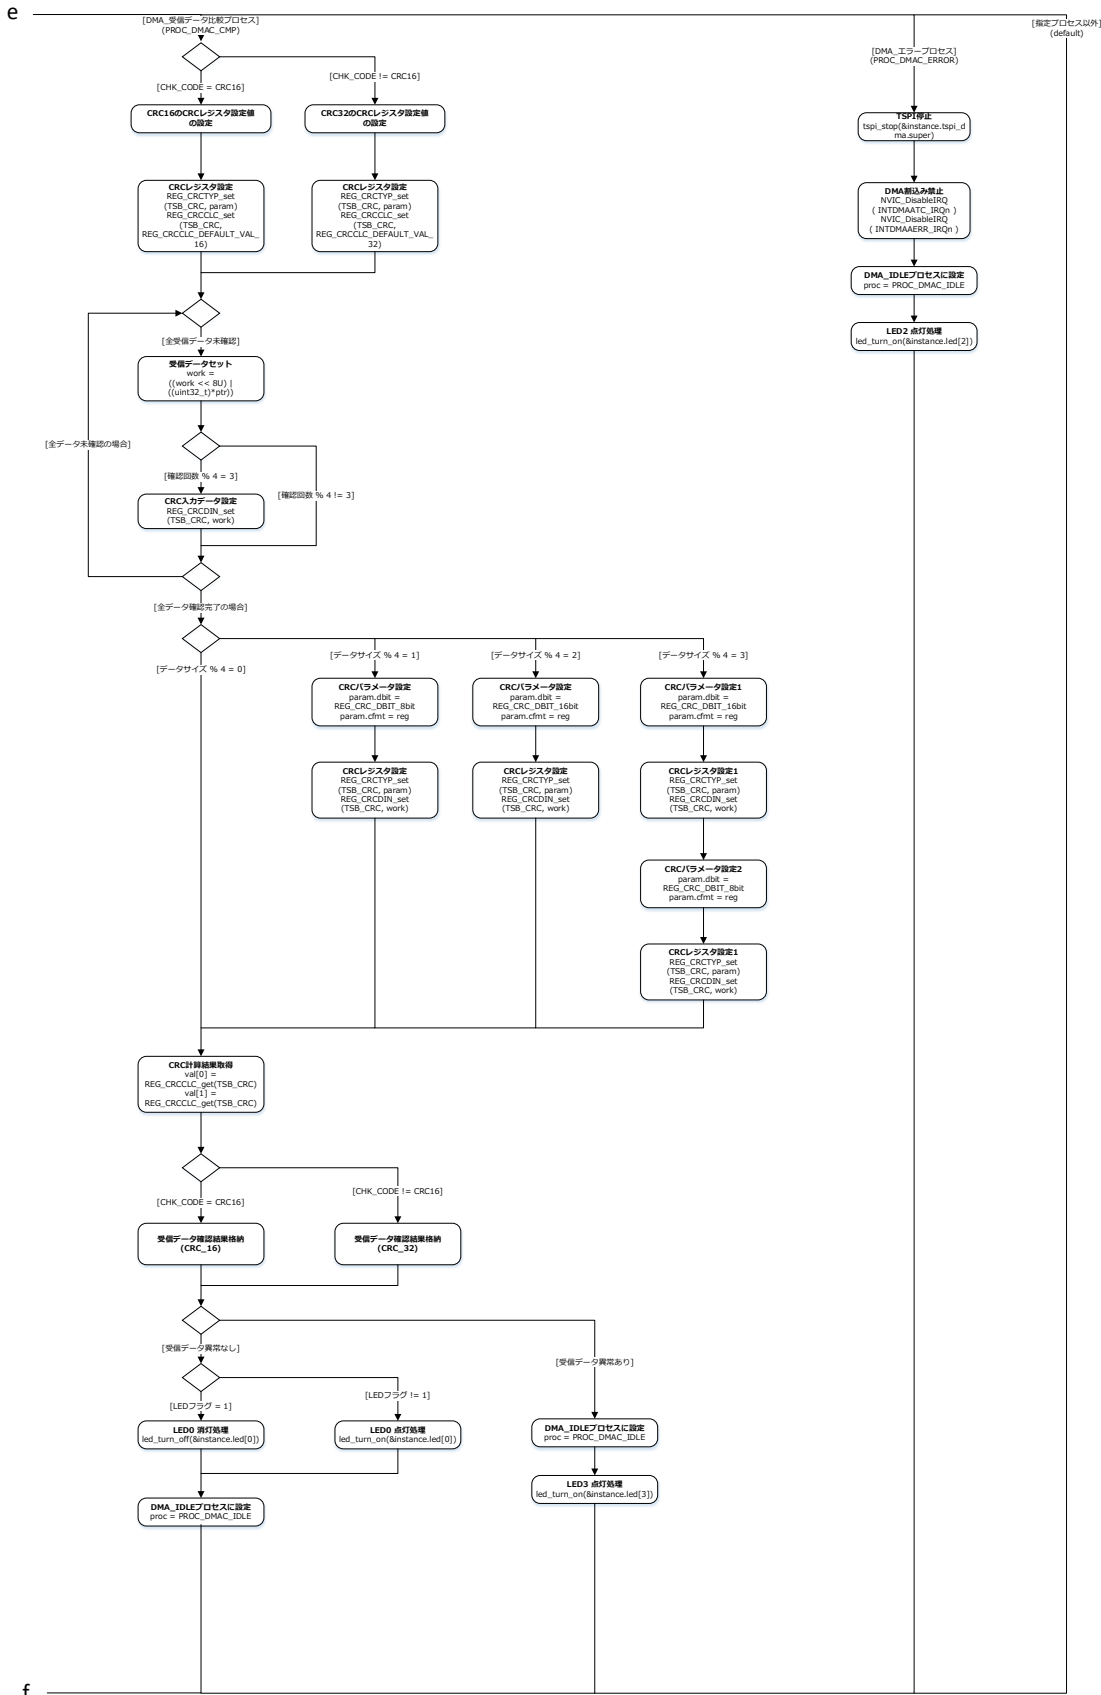 e
[DMA_受信データ比較プロセス]
(PROC_DMAC_CMP)
[指定プロセス以外]
(default)
[DMA_エラープロセス]
(PROC_DMAC_ERROR)
[CHK_CODE = CRC16]
[CHK_CODE != CRC16]
CRC16のCRCレジスタ設定値
の設定
CRC32のCRCレジスタ設定値
の設定
TSPI停止
tspi_stop(&instance.tspi_d
ma.super)
CRCレジスタ設定
REG_CRCTYP_set
(TSB_CRC, param)
REG_CRCCLC_set
(TSB_CRC,
REG_CRCCLC_DEFAULT_VAL_
16)
CRCレジスタ設定
REG_CRCTYP_set
(TSB_CRC, param)
REG_CRCCLC_set
(TSB_CRC,
REG_CRCCLC_DEFAULT_VAL_
32)
DMA割込み禁止
NVIC_DisableIRQ
( INTDMAATC_IRQn )
NVIC_DisableIRQ
( INTDMAAERR_IRQn )
DMA_IDLEプロセスに設定
proc = PROC_DMAC_IDLE
LED2 点灯処理
led_turn_on(&instance.led[2])
[全受信データ未確認]
受信データセット
work =
((work << 8U) |
((uint32_t)*ptr))
[全データ未確認の場合]
[確認回数 % 4 = 3]
[確認回数 % 4 != 3]
CRC入力データ設定
REG_CRCDIN_set
(TSB_CRC, work)
[全データ確認完了の場合]
[データサイズ % 4 = 0]
[データサイズ % 4 = 1]
[データサイズ % 4 = 2]
[データサイズ % 4 = 3]
CRCパラメータ設定
param.dbit =
REG_CRC_DBIT_8bit
param.cfmt = reg
CRCパラメータ設定
param.dbit =
REG_CRC_DBIT_16bit
param.cfmt = reg
CRCパラメータ設定1
param.dbit =
REG_CRC_DBIT_16bit
param.cfmt = reg
CRCレジスタ設定
REG_CRCTYP_set
(TSB_CRC, param)
REG_CRCDIN_set
(TSB_CRC, work)
CRCレジスタ設定
REG_CRCTYP_set
(TSB_CRC, param)
REG_CRCDIN_set
(TSB_CRC, work)
CRCレジスタ設定1
REG_CRCTYP_set
(TSB_CRC, param)
REG_CRCDIN_set
(TSB_CRC, work)
CRCパラメータ設定2
param.dbit =
REG_CRC_DBIT_8bit
param.cfmt = reg
CRCレジスタ設定1
REG_CRCTYP_set
(TSB_CRC, param)
REG_CRCDIN_set
(TSB_CRC, work)
CRC計算結果取得
val[0] =
REG_CRCCLC_get(TSB_CRC)
val[1] =
REG_CRCCLC_get(TSB_CRC)
[CHK_CODE = CRC16]
[CHK_CODE != CRC16]
受信データ確認結果格納
(CRC_16)
受信データ確認結果格納
(CRC_32)
[受信データ異常なし]
[受信データ異常あり]
[LEDフラグ = 1]
[LEDフラグ != 1]
LED0 消灯処理
led_turn_off(&instance.led[0])
LED0 点灯処理
led_turn_on(&instance.led[0])
DMA_IDLEプロセスに設定
proc = PROC_DMAC_IDLE
LED3 点灯処理
led_turn_on(&instance.led[3])
DMA_IDLEプロセスに設定
proc = PROC_DMAC_IDLE
f